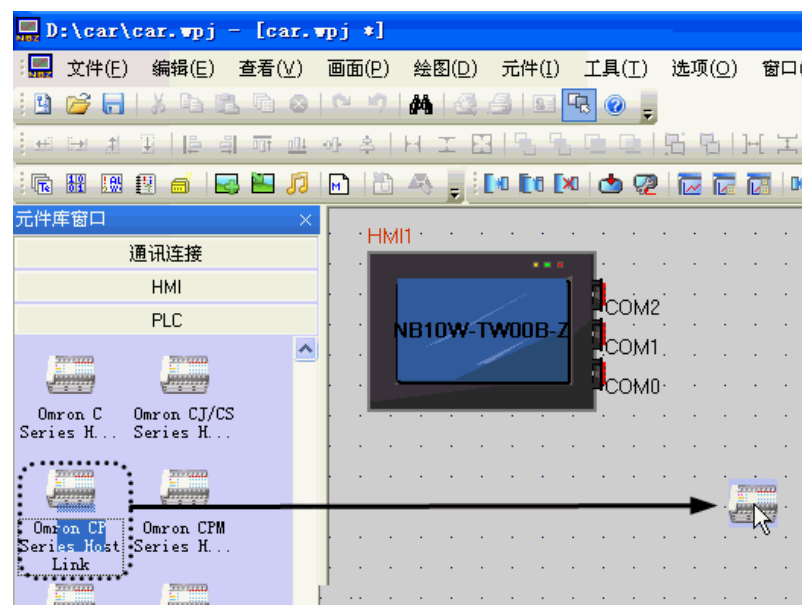 D:\car\car.wpj - [car.wpj *]
文件(F) 编辑(E) 查看(V) 画面(P) 绘图(D) 元件(I) 工具(T) 选项(O) 窗口(
元件库窗口
通讯连接
HMI
PLC
Omron C
Series H...
Omron CJ/CS
Series H...
Omron CP
Series Host
Link
Omron CPM
Series H...
HMI1
NB10W-TW00B-Z
COM2
COM1
COM0